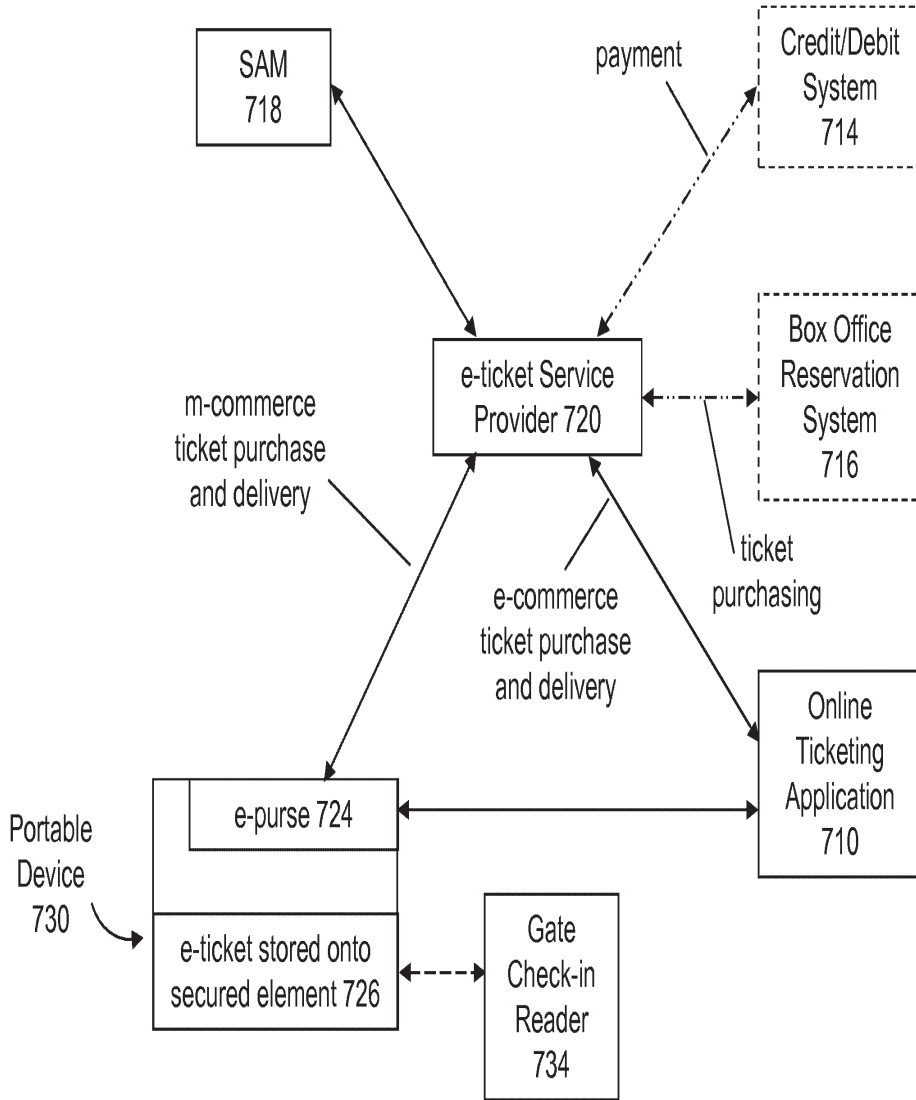 SAM
718
payment
Credit/Debit
System
714
e-ticket Service
Provider 720
Box Office
Reservation
System
716
m-commerce
ticket purchase
and delivery
e-commerce
ticket purchase
and delivery
ticket
purchasing
Online
Ticketing
Application
710
e-purse 724
Portable
Device
730
e-ticket stored onto
secured element 726
Gate
Check-in
Reader
734